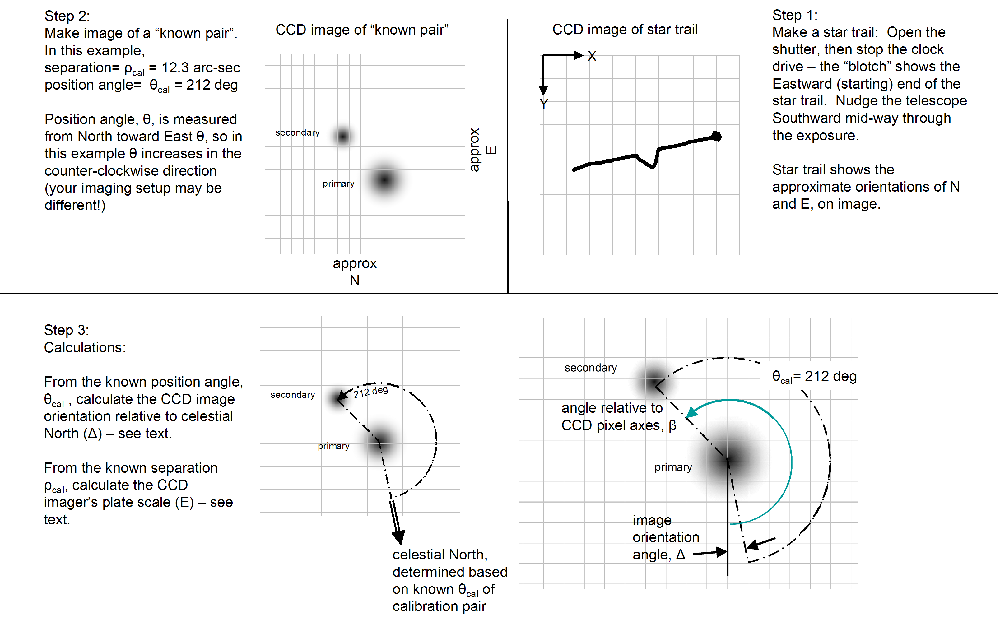 Step 2:
Make image of a “known pair”.
In this example,
separation= ρcal = 12.3 arc-sec
position angle=  θcal = 212 deg
Position angle, θ, is measured
from North toward East θ, so in
this example θ increases in the
counter-clockwise direction
(your imaging setup may be
different!)
CCD image of “known pair”
secondary
primary
approx
E
approx
N
CCD image of star trail
X
Y
Step 1:
Make a star trail:  Open the
shutter, then stop the clock
drive – the “blotch” shows the
Eastward (starting) end of the
star trail.  Nudge the telescope
Southward mid-way through
the exposure.
Star trail shows the
approximate orientations of N
and E, on image.
Step 3:
Calculations:
From the known position angle,
θcal , calculate the CCD image
orientation relative to celestial
North (Δ) – see text.
From the known separation
ρcal, calculate the CCD
imager’s plate scale (E) – see
text.
secondary
212 deg
primary
celestial North,
determined based
on known θcal of
calibration pair
secondary
θcal= 212 deg
angle relative to
CCD pixel axes, β
primary
image
orientation
angle, Δ